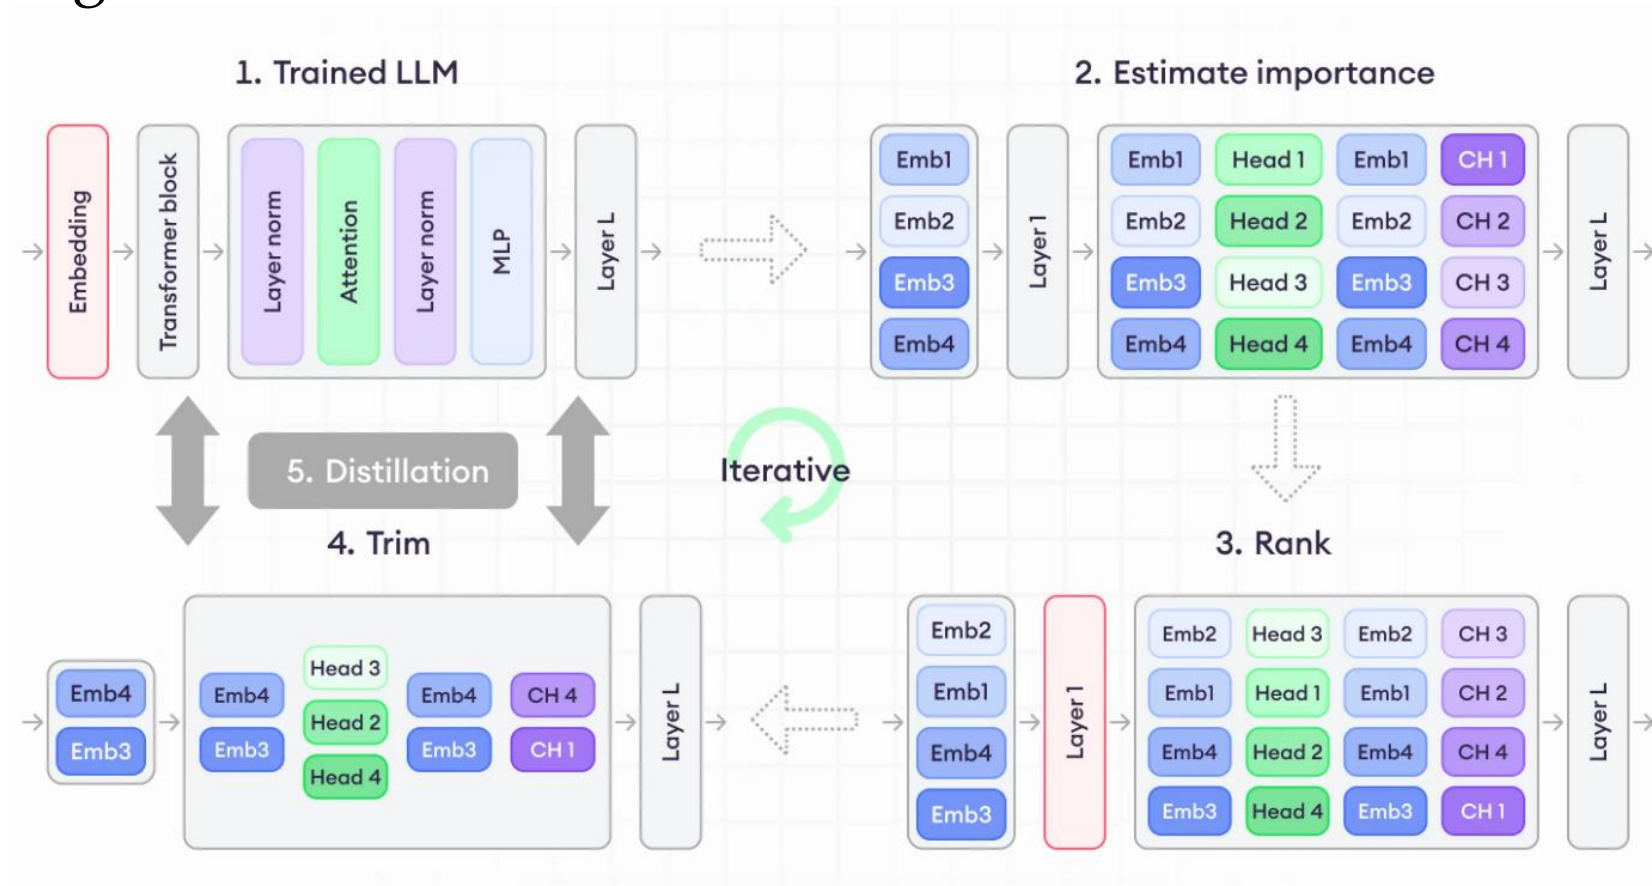 1. Trained LLM
Embedding
Transformer block
Layer norm
Attention
Layer norm
MLP
Layer L
2. Estimate importance
Emb1
Emb2
Emb3
Emb4
Layer 1
Emb1 Head 1 Emb1 CH 1
Emb2 Head 2 Emb2 CH 2
Emb3 Head 3 Emb3 CH 3
Emb4 Head 4 Emb4 CH 4
Layer L
5. Distillation
Iterative
4. Trim
Emb4
Emb3
Emb4
Emb3
Head 3
Head 2
Head 4
Emb4
Emb3
CH 4
CH 1
Layer L
3. Rank
Emb2
Emb1
Emb4
Emb3
Layer 1
Emb2 Head 3 Emb2 CH 3
Emb1 Head 1 Emb1 CH 2
Emb4 Head 2 Emb4 CH 4
Emb3 Head 4 Emb3 CH 1
Layer L